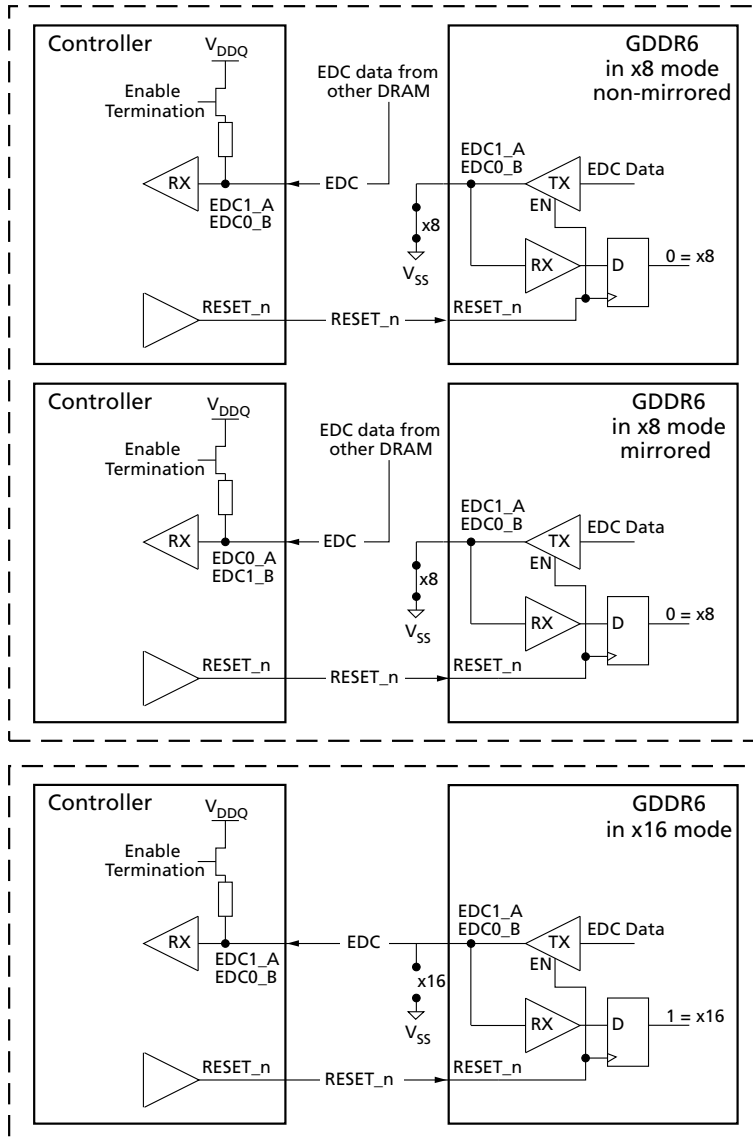 Controller
V_DDQ
Enable
Termination
EDC data from
other DRAM
GDDR6
in x8 mode
non-mirrored
RX
EDC1_A
EDC0_B
EDC
EDC1_A
EDC0_B
x8
V_SS
TX
EN
EDC Data
RX
D
0 = x8
RESET_n
RESET_n
RESET_n
Controller
V_DDQ
Enable
Termination
EDC data from
other DRAM
GDDR6
in x8 mode
mirrored
RX
EDC0_A
EDC1_B
EDC
EDC1_A
EDC0_B
x8
V_SS
TX
EN
EDC Data
RX
D
0 = x8
RESET_n
RESET_n
RESET_n
Controller
V_DDQ
Enable
Termination
GDDR6
in x16 mode
RX
EDC1_A
EDC0_B
EDC
EDC1_A
EDC0_B
x16
V_SS
TX
EN
EDC Data
RX
D
1 = x16
RESET_n
RESET_n
RESET_n